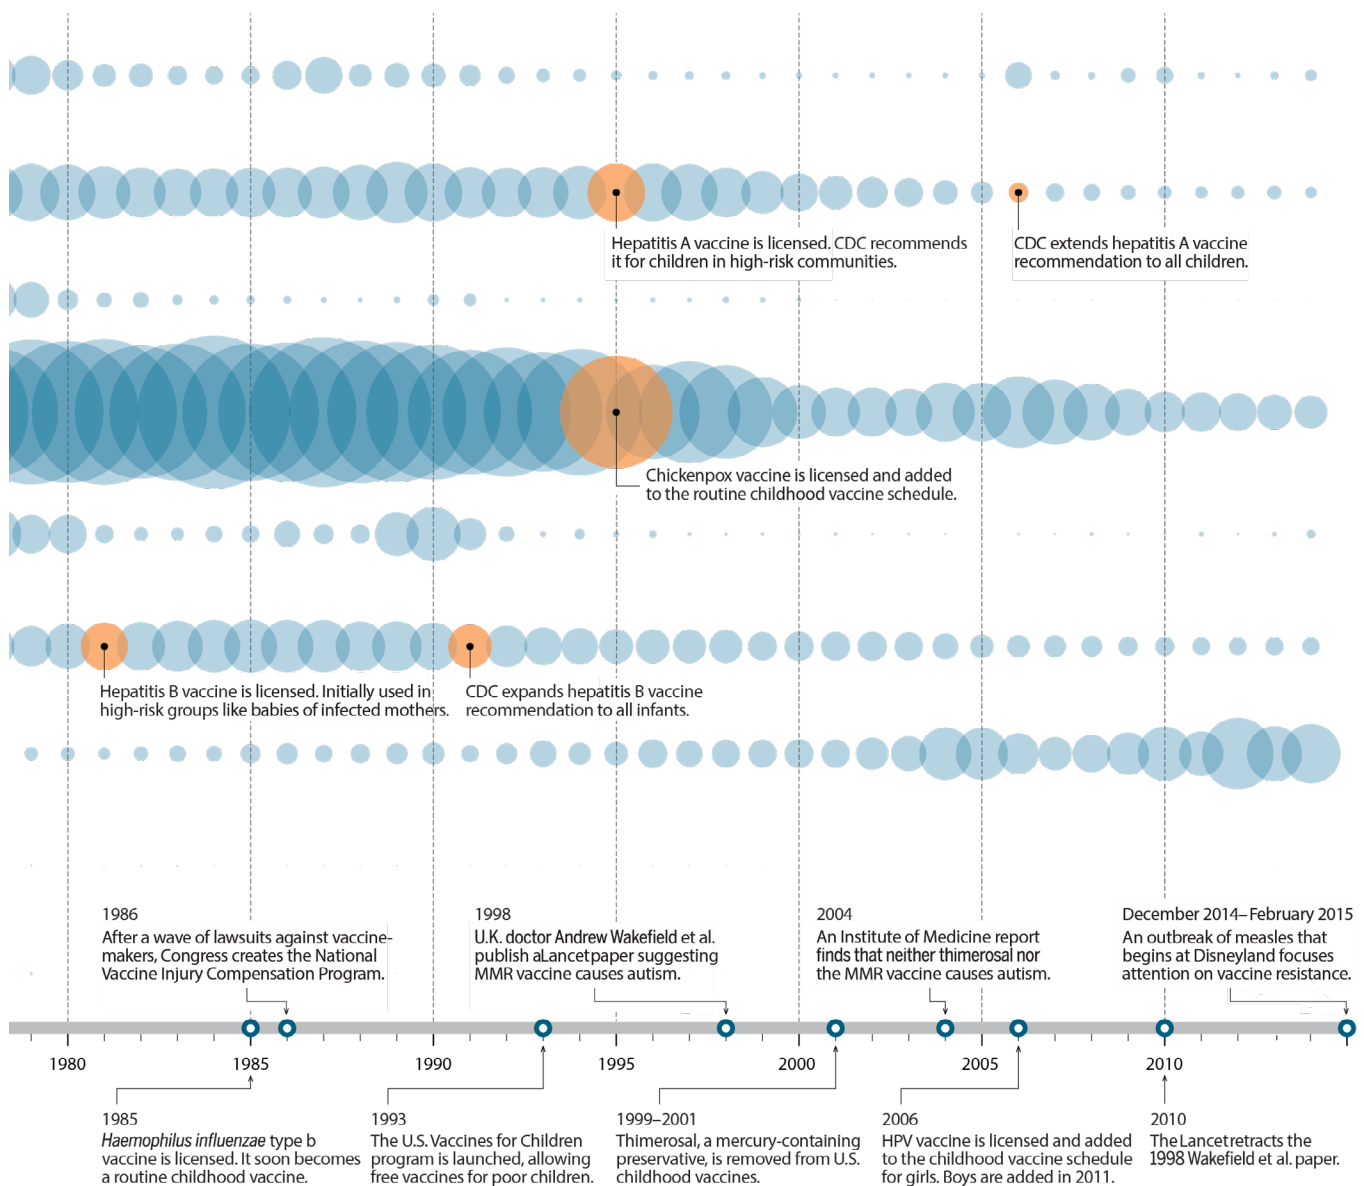 Hepatitis A vaccine is licensed. CDC recommends
it for children in high-risk communities.
CDC extends hepatitis A vaccine
recommendation to all children.
Chickenpox vaccine is licensed and added
to the routine childhood vaccine schedule.
Hepatitis B vaccine is licensed. Initially used in
high-risk groups like babies of infected mothers.
CDC expands hepatitis B vaccine
recommendation to all infants.
1986
After a wave of lawsuits against vaccine-
makers, Congress creates the National
Vaccine Injury Compensation Program.
1998
U.K. doctor Andrew Wakefield et al.
publish aLancetpaper suggesting
MMR vaccine causes autism.
2004
An Institute of Medicine report
finds that neither thimerosal nor
the MMR vaccine causes autism.
December 2014–February 2015
An outbreak of measles that
begins at Disneyland focuses
attention on vaccine resistance.
1980 1985 1990 1995 2000 2005 2010
1985
Haemophilus influenzae type b
vaccine is licensed. It soon becomes
a routine childhood vaccine.
1993
The U.S. Vaccines for Children
program is launched, allowing
free vaccines for poor children.
1999–2001
Thimerosal, a mercury-containing
preservative, is removed from U.S.
childhood vaccines.
2006
HPV vaccine is licensed and added
to the childhood vaccine schedule
for girls. Boys are added in 2011.
2010
The Lancetretracts the
1998 Wakefield et al. paper.